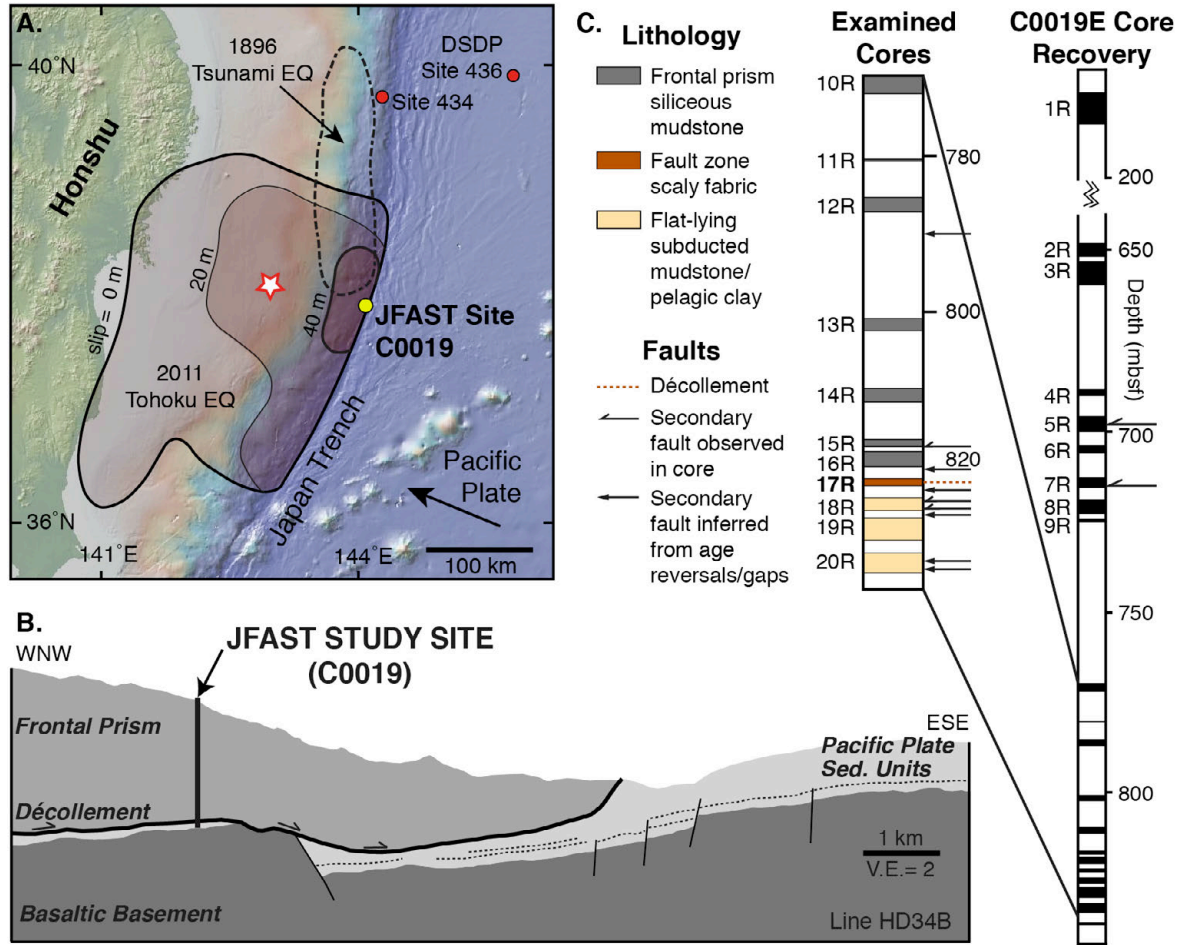 A.
40°N
1896
Tsunami EQ
DSDP
Site 436
Site 434
Honshu
slip = 0 m
20 m
40 m
JFAST Site
C0019
2011
Tohoku EQ
Japan Trench
Pacific
Plate
36°N
141°E
144°E
100 km
B.
WNW
JFAST STUDY SITE
(C0019)
ESE
Frontal Prism
Pacific Plate
Sed. Units
Décollement
1 km
V.E.= 2
Basaltic Basement
Line HD34B
C.
Lithology
Frontal prism
siliceous
mudstone
Fault zone
scaly fabric
Flat-lying
subducted
mudstone/
pelagic clay
Faults
Décollement
Secondary
fault observed
in core
Secondary
fault inferred
from age
reversals/gaps
Examined
Cores
10R
11R
780
12R
13R
800
14R
15R
16R
820
17R
18R
19R
20R
C0019E Core
Recovery
1R
200
2R
650
3R
Depth (mbsf)
4R
5R
700
6R
7R
8R
9R
750
800